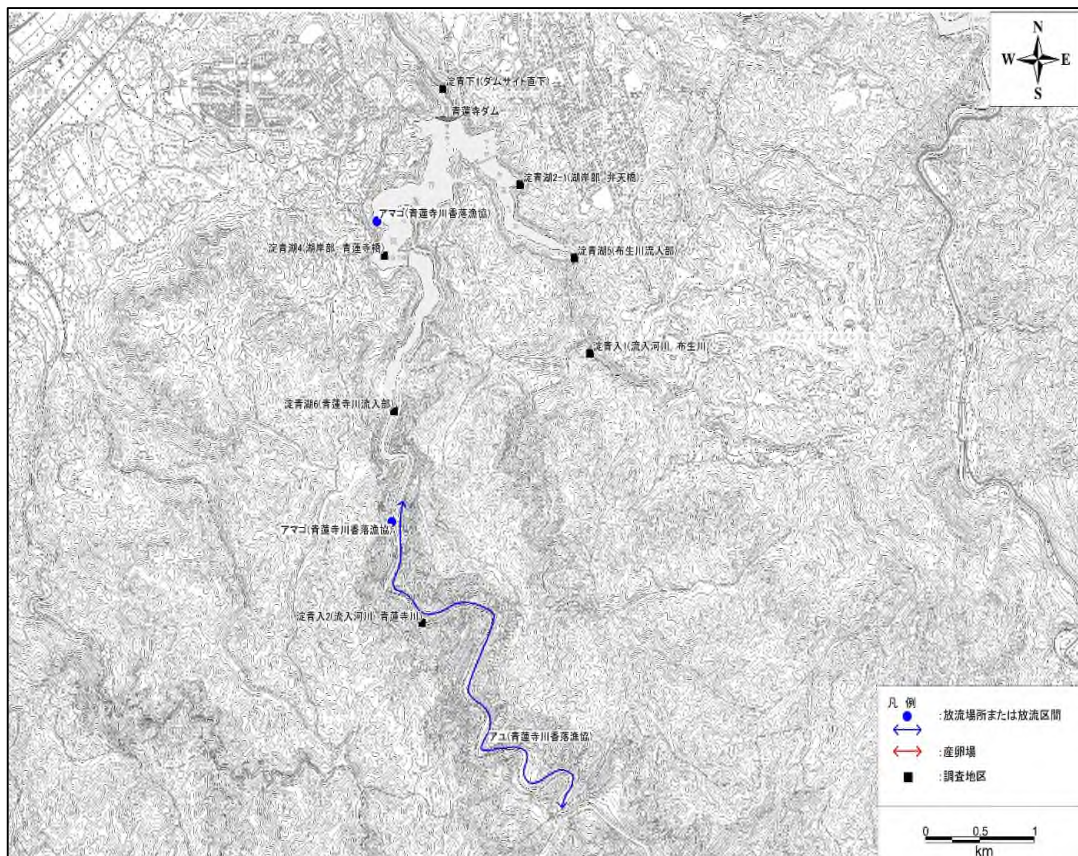 N
W E
S
淀青下1(ダムサイト直下)
青蓮寺ダム
淀青湖2-1(湖岸部 弁天橋)
アマゴ(青蓮寺川香落漁協)
淀青湖4(湖岸部 青蓮寺橋)
淀青湖5(布生川流入部)
淀青入1(流入河川 布生川)
淀青湖6(青蓮寺川流入部)
アマゴ(青蓮寺川香落漁協)
淀青入2(流入河川 青蓮寺川)
アユ(青蓮寺川香落漁協)
凡 例
:放流場所または放流区間
:産卵場
:調査地区
0 0.5 1
km